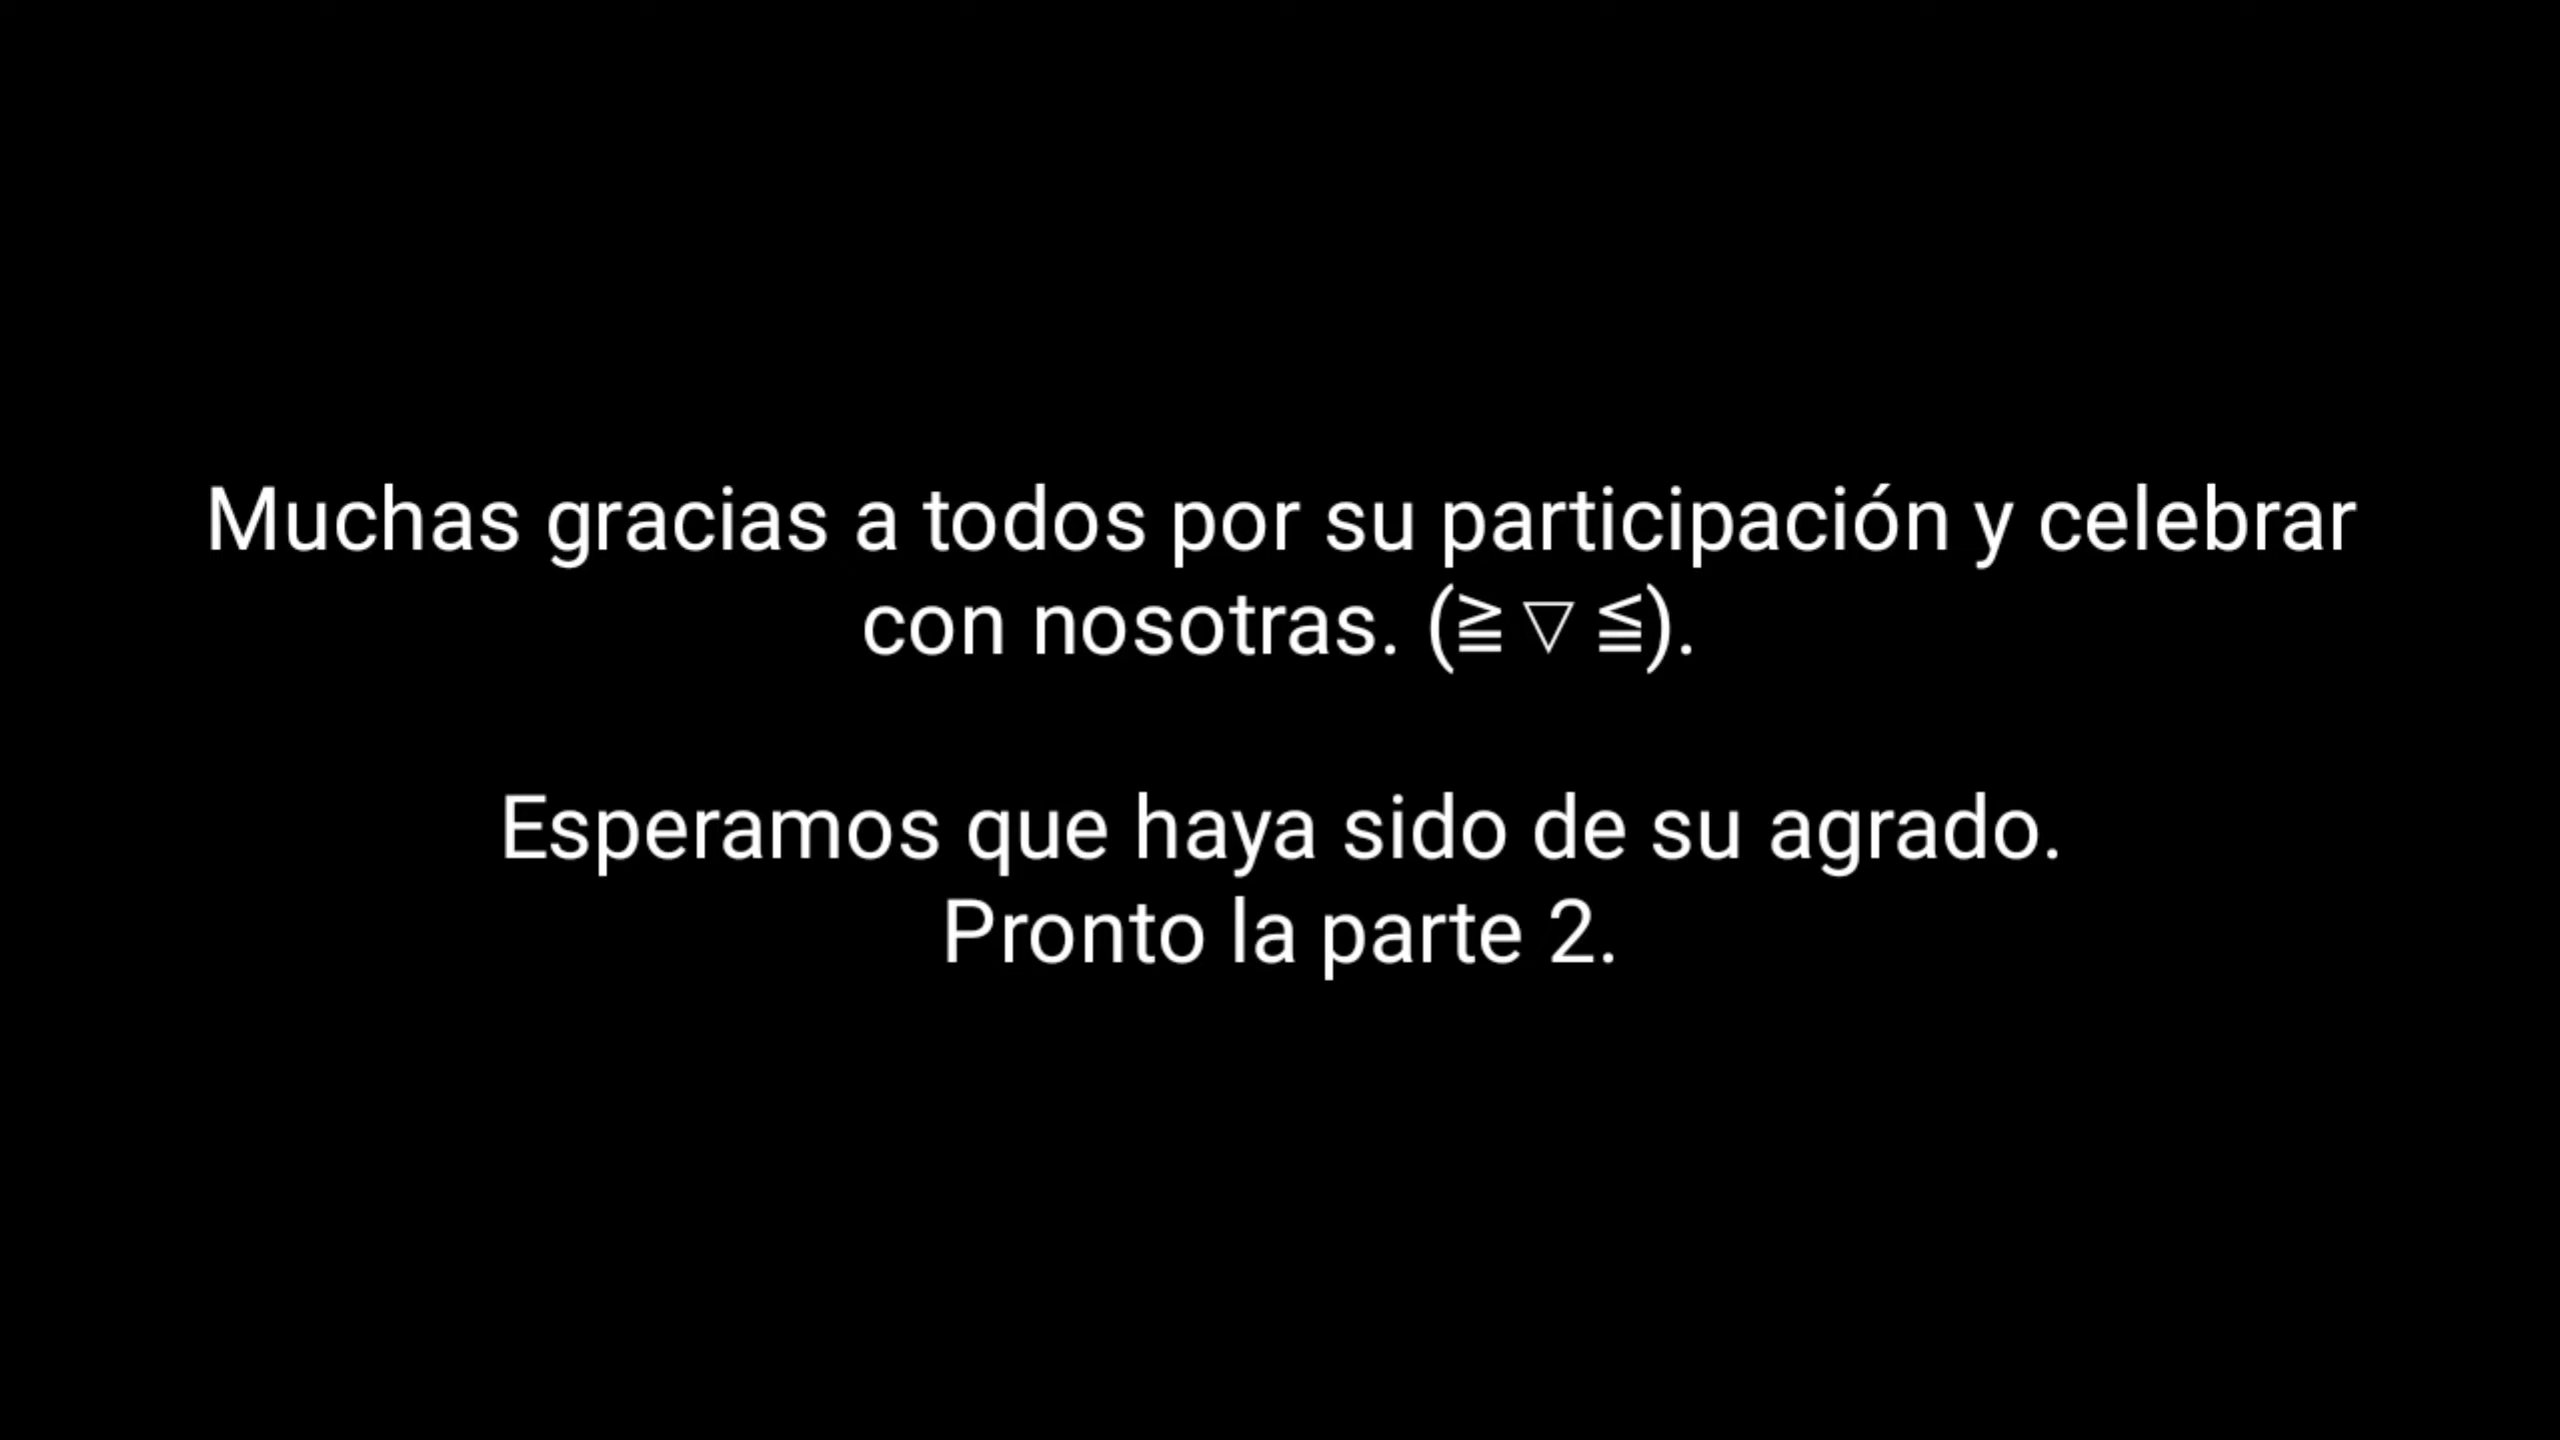 Muchas gracias a todos por su participación y celebrar
con nosotras. (≧ ▽ ≦).
Esperamos que haya sido de su agrado.
Pronto la parte 2.